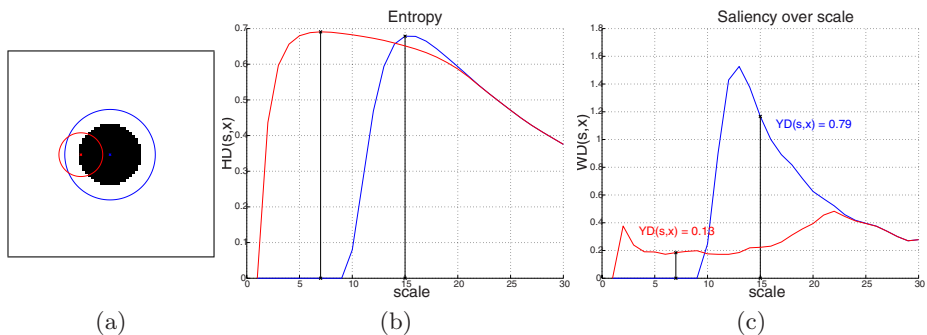 Entropy
Saliency over scale
0.7
0.6
0.5
0.4
0.3
0.2
0.1
0
HD(s,x)
0 5 10 15 20 25 30
scale
1.8
1.6
1.4
1.2
1
0.8
0.6
0.4
0.2
0
WD(s,x)
YD(s,x) = 0.79
YD(s,x) = 0.13
0 5 10 15 20 25 30
scale
(a)
(b)
(c)